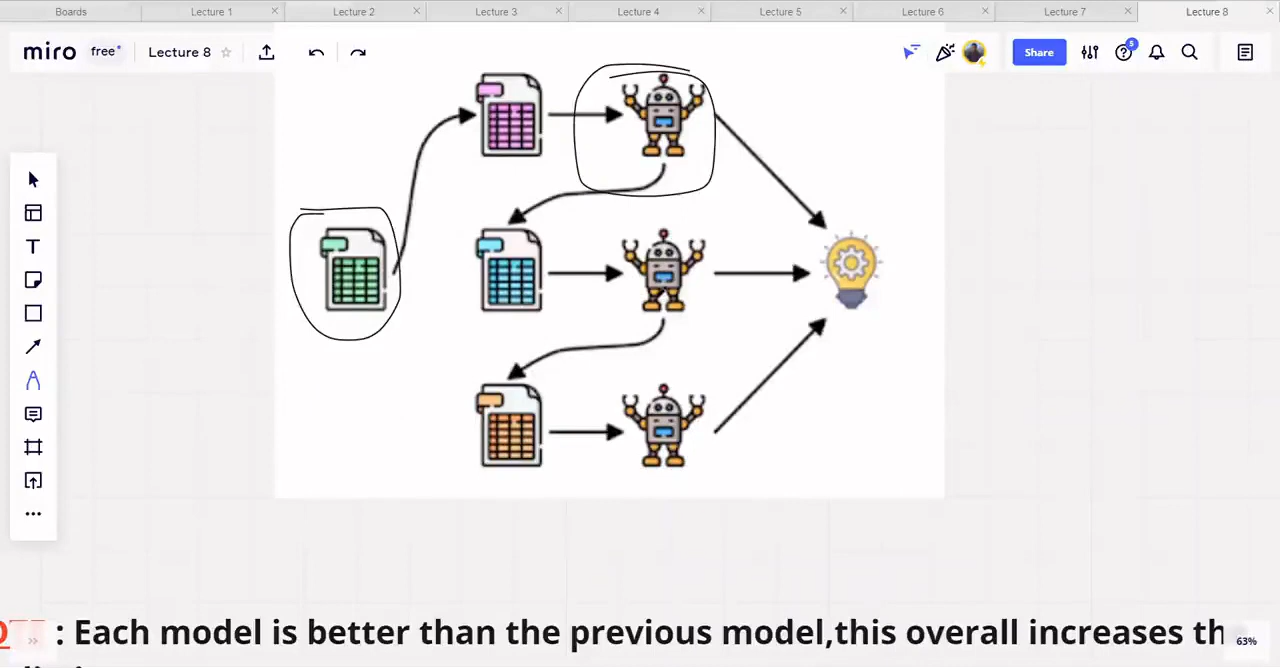 Boards Lecture 1 Lecture 2 Lecture 3 Lecture 4 Lecture 5 Lecture 6 Lecture 7 Lecture 8
miro free Lecture 8 Share 5
T
: Each model is better than the previous model,this overall increases th
63%